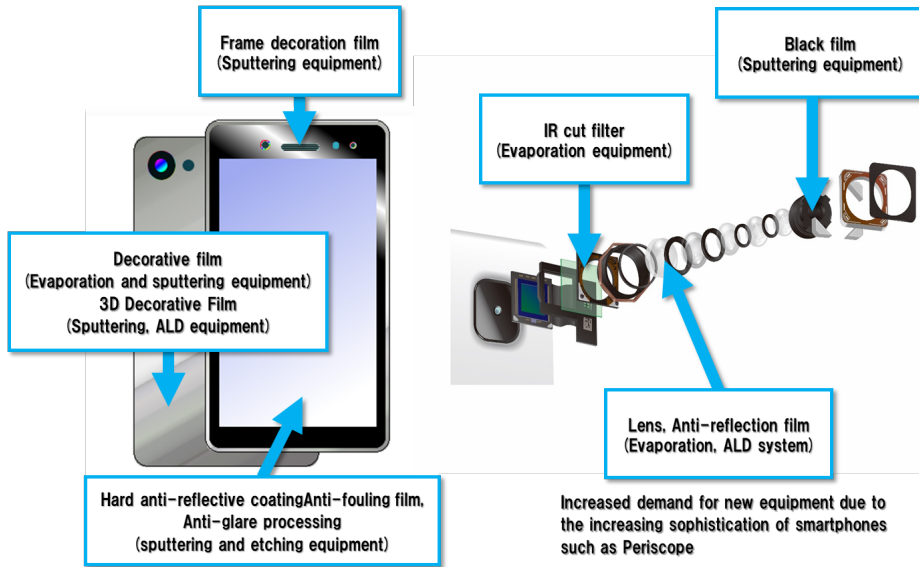 Frame decoration film
(Sputtering equipment)
Black film
(Sputtering equipment)
IR cut filter
(Evaporation equipment)
Decorative film
(Evaporation and sputtering equipment)
3D Decorative Film
(Sputtering, ALD equipment)
Lens, Anti-reflection film
(Evaporation, ALD system)
Hard anti-reflective coatingAnti-fouling film,
Anti-glare processing
(sputtering and etching equipment)
Increased demand for new equipment due to
the increasing sophistication of smartphones
such as Periscope